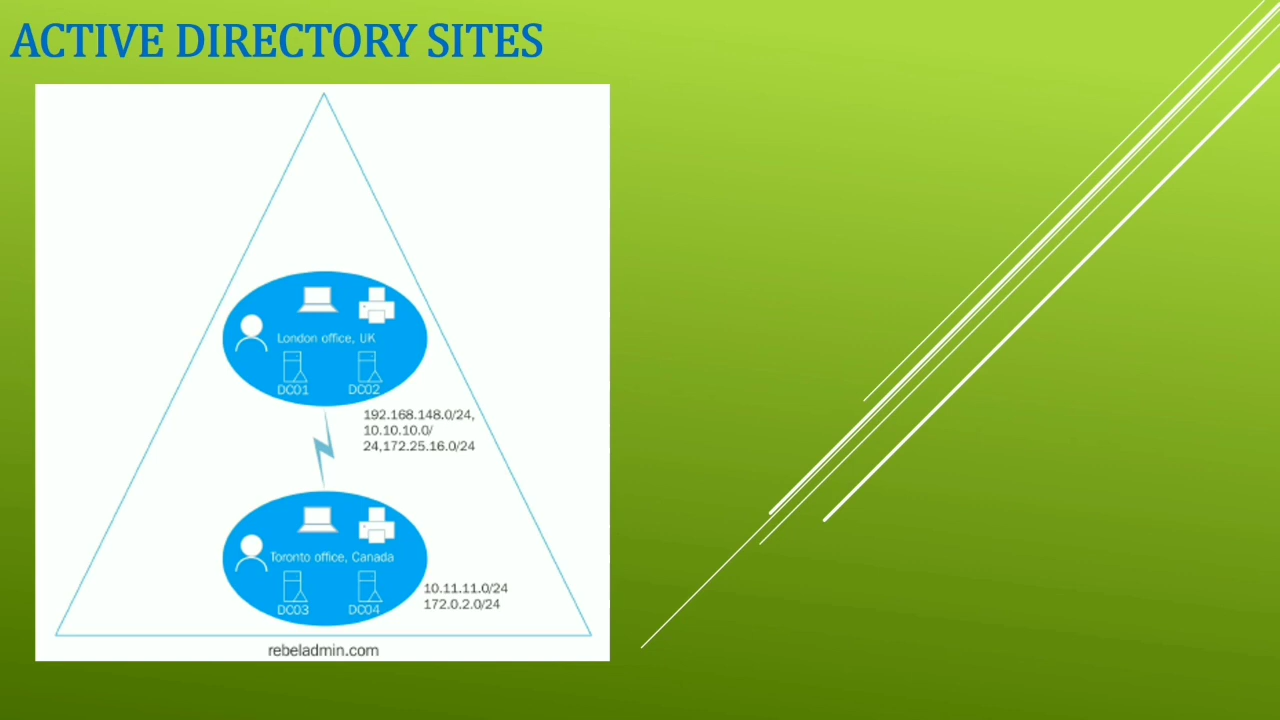 ACTIVE DIRECTORY SITES
London office, UK
DC01 DC02
192.168.148.0/24,
10.10.10.0/
24,172.25.16.0/24
Toronto office, Canada
DC03 DC04
10.11.11.0/24
172.0.2.0/24
rebeladmin.com